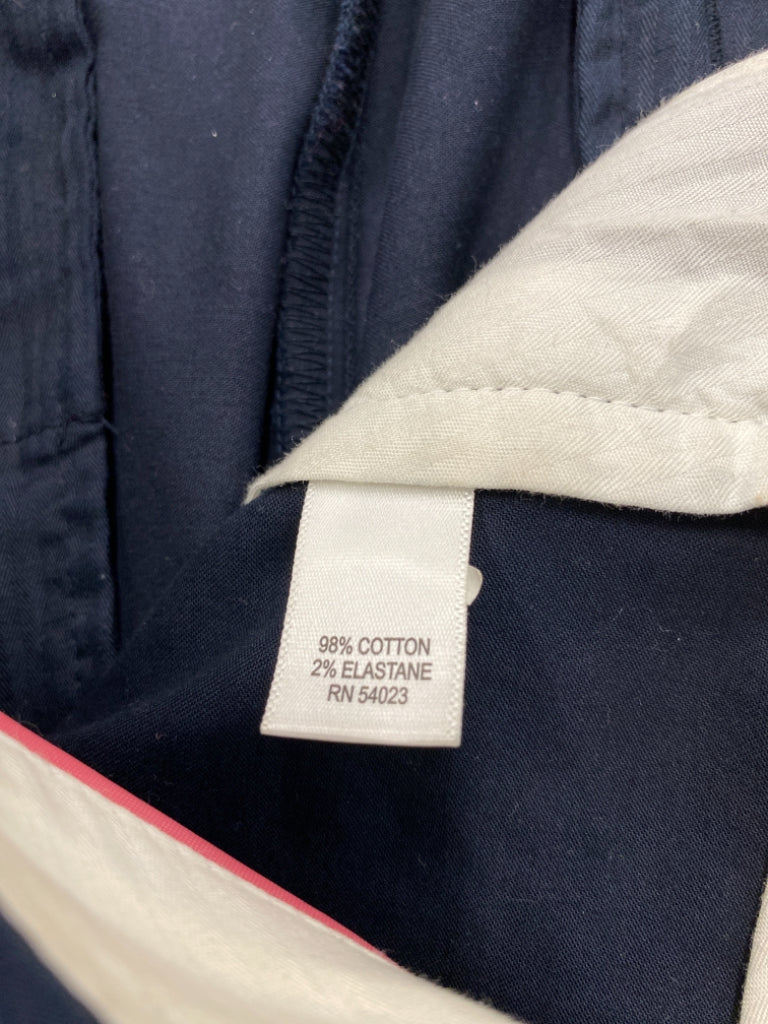 98% COTTON
2% ELASTANE
RN 54023